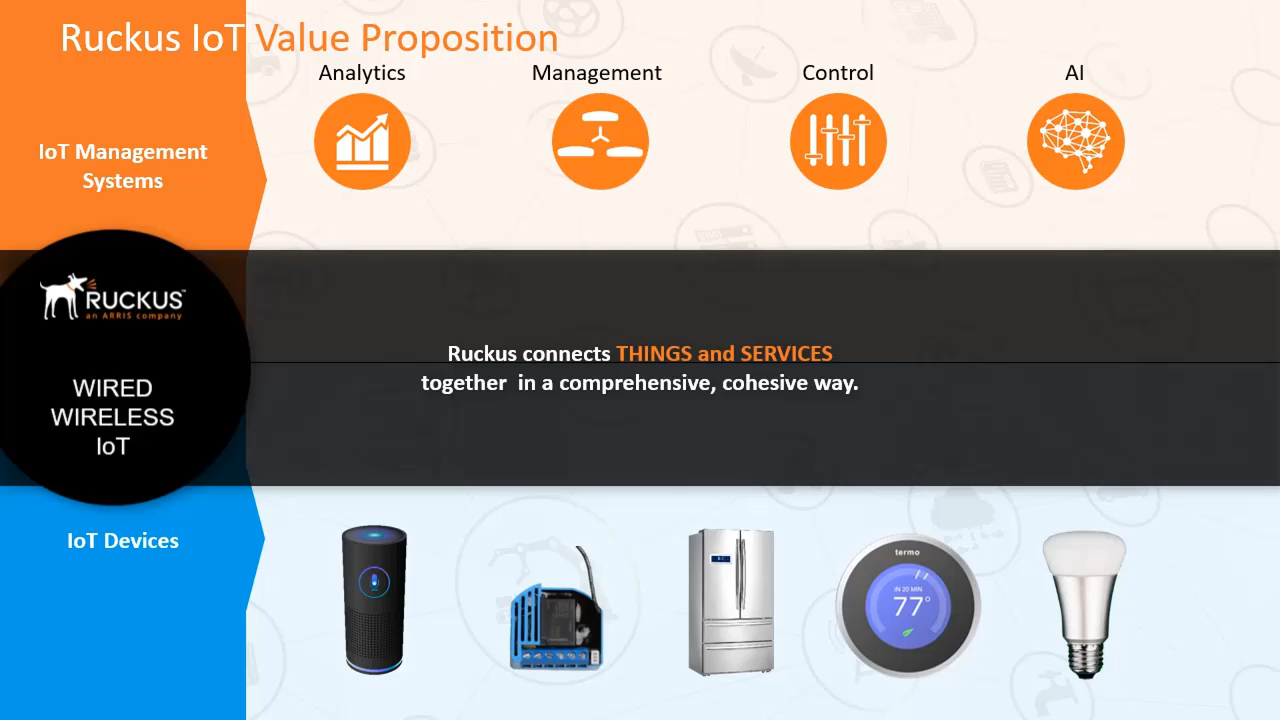 Ruckus IoT Value Proposition
Analytics
Management
Control
AI
IoT Management
Systems
RUCKUS™
an ARRIS company
WIRED
WIRELESS
IoT
Ruckus connects THINGS and SERVICES
together in a comprehensive, cohesive way.
IoT Devices
termo
IN 20 MIN
77°